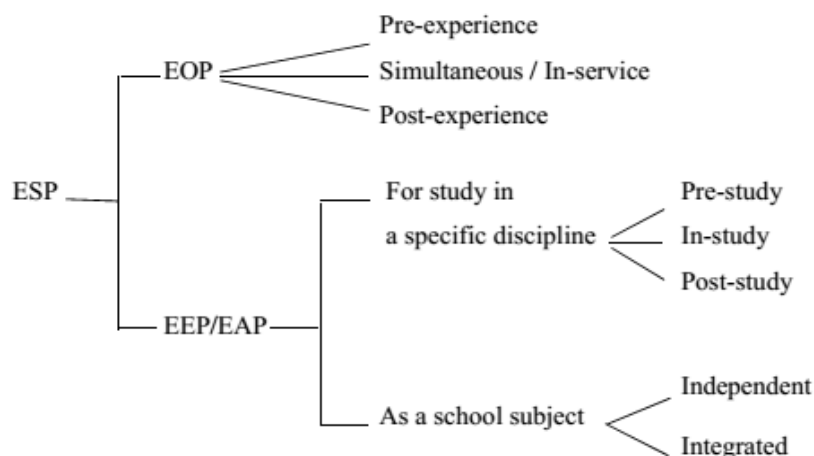 Pre-experience
EOP
Simultaneous / In-service
Post-experience
ESP
For study in
a specific discipline
Pre-study
In-study
Post-study
EEP/EAP
As a school subject
Independent
Integrated